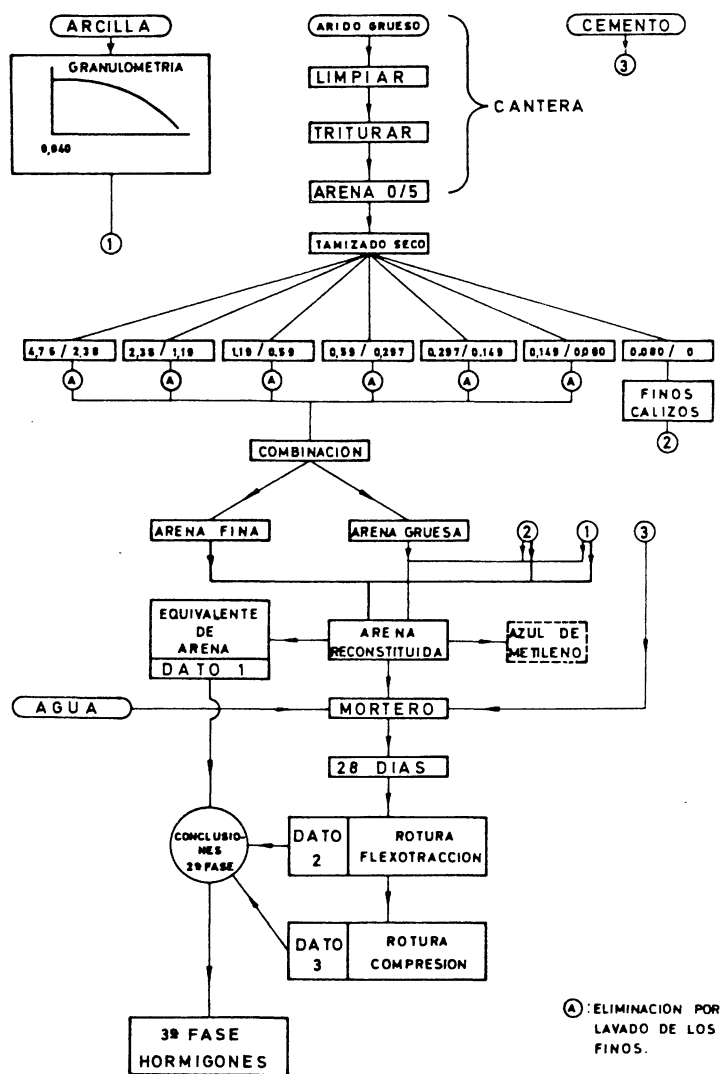 ARCILLA
ARIDO GRUESO
CEMENTO
3
GRANULOMETRIA
0,040
LIMPIAR
TRITURAR
CANTERA
ARENA 0/5
1
TAMIZADO SECO
4,76 / 2,38
2,38 / 1,19
1,19 / 0.59
0,59 / 0,297
0.297/0.149
0,149/0,080
0.080 / 0
A
A
A
A
A
A
FINOS
CALIZOS
2
COMBINACION
ARENA FINA
ARENA GRUESA
2
1
3
EQUIVALENTE
DE
ARENA
DATO 1
ARENA
RECONSTITUIDA
AZUL DE
METILENO
AGUA
MORTERO
28 DIAS
CONCLUSIO-
NES
2ª FASE
DATO
2
ROTURA
FLEXOTRACCION
DATO
3
ROTURA
COMPRESION
3ª FASE
HORMIGONES
A : ELIMINACION POR
LAVADO DE LOS
FINOS.